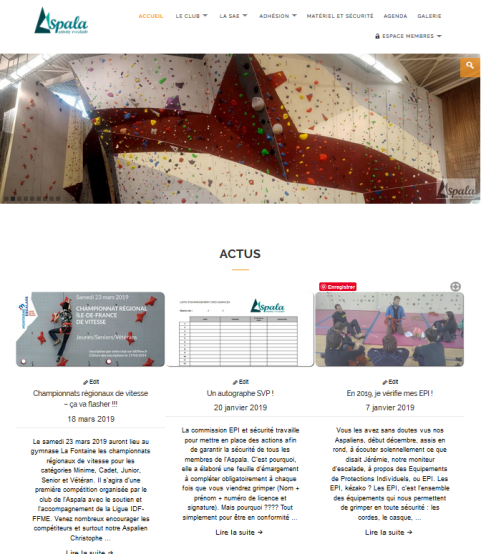 Aspala
ACCUEIL LE CLUB LA SAE ADHÉSION MATÉRIEL ET SÉCURITÉ AGENDA GALERIE
ESPACE MEMBRES
Aspala
ACTUS
Samedi 23 mars 2019
CHAMPIONNAT RÉGIONAL
ÎLE-DE-FRANCE
DE VITESSE
Jeunes/Seniors/Vétérans
Aspala
Enregistrer
Edit
Championnats régionaux de vitesse
– ça va flasher !!!
18 mars 2019
Le samedi 23 mars 2019 auront lieu au
gymnase La Fontaine les championnats
régionaux de vitesse pour les
catégories Minime, Cadet, Junior,
Senior et Vétéran. Il s'agira d'une
première compétition organisée par le
club de l'Aspala avec le soutien et
l'accompagnement de la Ligue IDF-
FFME. Venez nombreux encourager les
compétiteurs et surtout notre Aspalien
Christophe ...
Lire la suite →
Edit
Un autographe SVP !
20 janvier 2019
La commission EPI et sécurité travaille
pour mettre en place des actions afin
de garantir la sécurité de tous les
membres de l'Aspala. C'est pourquoi,
elle a élaboré une feuille d'émargement
à compléter obligatoirement à chaque
fois que vous viendrez grimper (Nom +
prénom + numéro de licence et
signature). Mais pourquoi ???? Tout
simplement pour être en conformité ...
Lire la suite →
Edit
En 2019, je vérifie mes EPI !
7 janvier 2019
Vous les avez sans doutes vus nos
Aspaliens, début décembre, assis en
rond, à écouter solennellement ce que
disait Jérémie, notre moniteur
d'escalade, à propos des Equipements
de Protections Individuels, ou EPI. Les
EPI, kézako ? Les EPI, c'est l'ensemble
des équipements qui nous permettent
de grimper en toute sécurité : les
cordes, le casque, ...
Lire la suite →